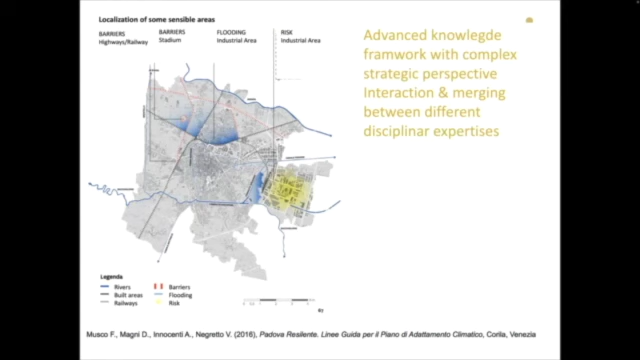 Localization of some sensible areas
BARRIERS
Highways/Railway
BARRIERS
Stadium
FLOODING
Industrial Area
RISK
Industrial Area
Advanced knowlegde
framwork with complex
strategic perspective
Interaction & merging
between different
disciplinar expertises
Legenda
Rivers
Built areas
Railways
Barriers
Flooding
Risk
Musco F., Magni D., Innocenti A., Negretto V. (2016), Padova Resilente. Linee Guida per il Piano di Adattamento Climatico, Corila, Venezia